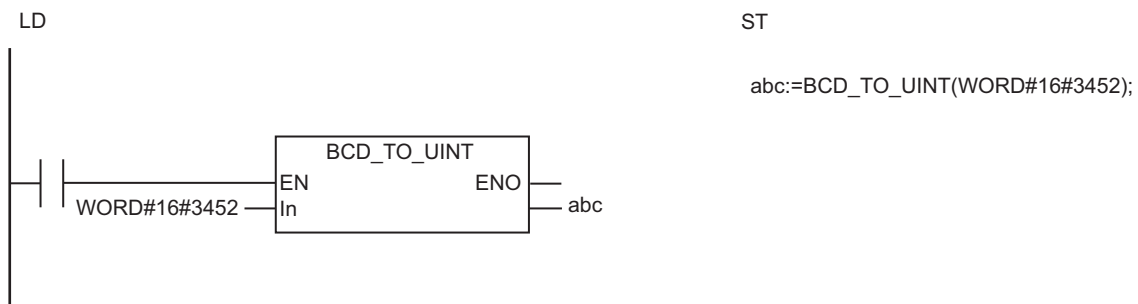 LD
ST
abc:=BCD_TO_UINT(WORD#16#3452);
BCD_TO_UINT
EN ENO
WORD#16#3452 In abc